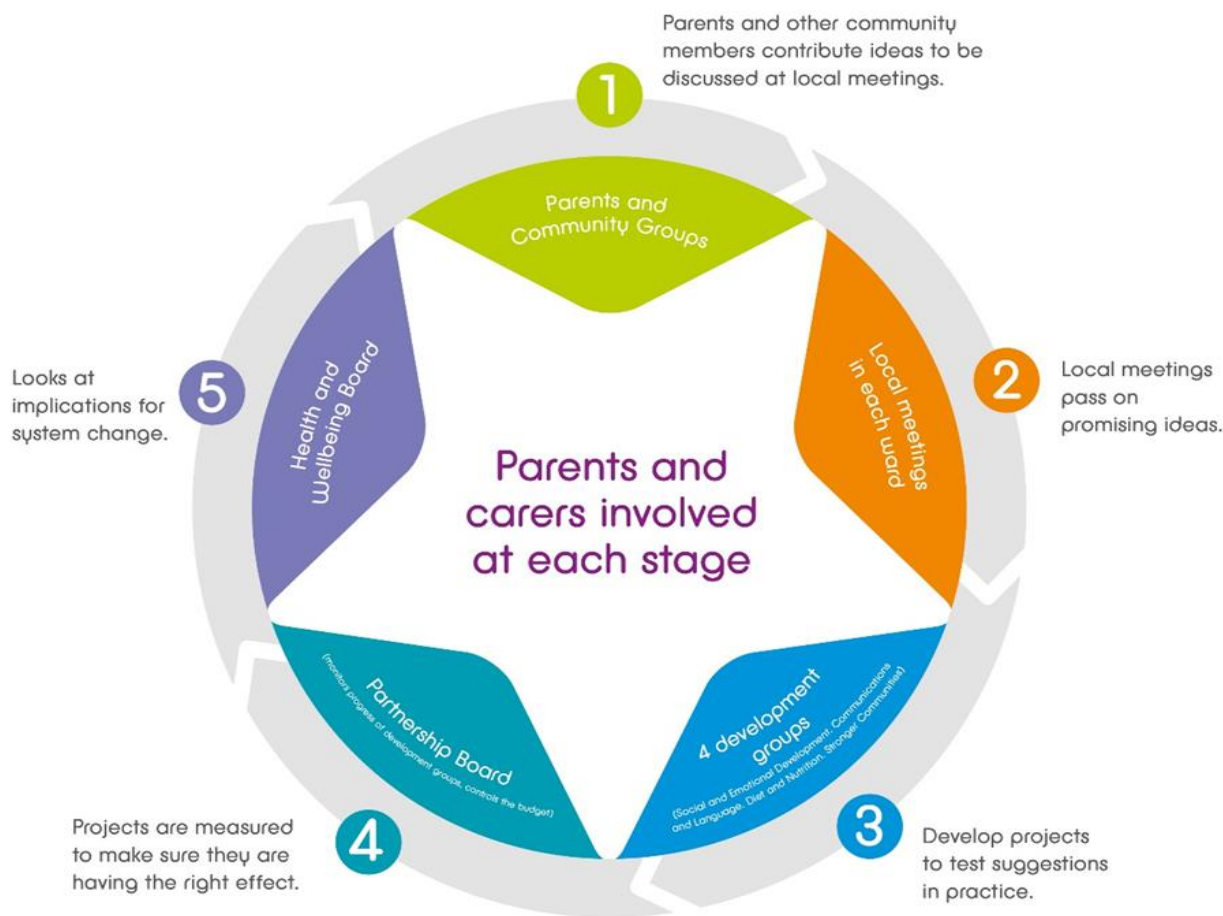 1
Parents and other community
members contribute ideas to be
discussed at local meetings.
Parents and
Community Groups
2
Local meetings
pass on
promising ideas.
Local meetings
in each ward
3
Develop projects
to test suggestions
in practice.
4 development
groups
(Social and Emotional Development, Communications
and Language, Diet and Nutrition, Stronger Communities)
4
Projects are measured
to make sure they are
having the right effect.
Partnership Board
(monitors progress of development groups, controls the budget)
5
Looks at
implications for
system change.
Health and
Wellbeing Board
Parents and
carers involved
at each stage